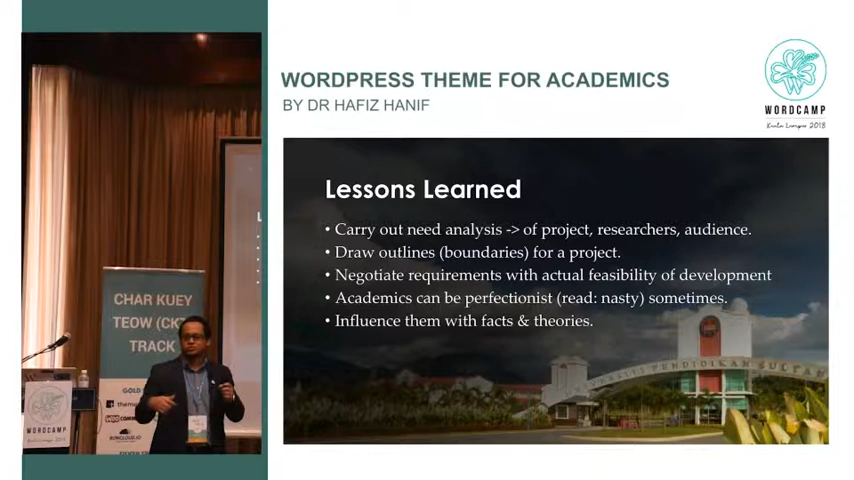 WORDPRESS THEME FOR ACADEMICS
BY DR HAFIZ HANIF
WORDCAMP
Kuala Lumpur 2018
Lessons Learned
• Carry out need analysis -> of project, researchers, audience.
• Draw outlines (boundaries) for a project.
• Negotiate requirements with actual feasibility of development
• Academics can be perfectionist (read: nasty) sometimes.
• Influence them with facts & theories.
PENDIDIKAN SULTAN
CHAR KUEY
TEOW (CKT)
TRACK
GOLD
WORDCAMP